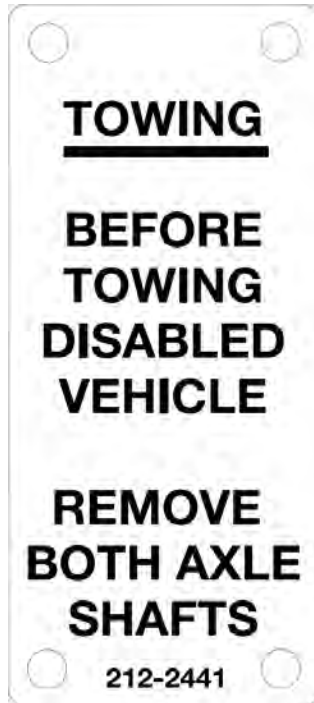 TOWING
BEFORE
TOWING
DISABLED
VEHICLE
REMOVE
BOTH AXLE
SHAFTS
212-2441